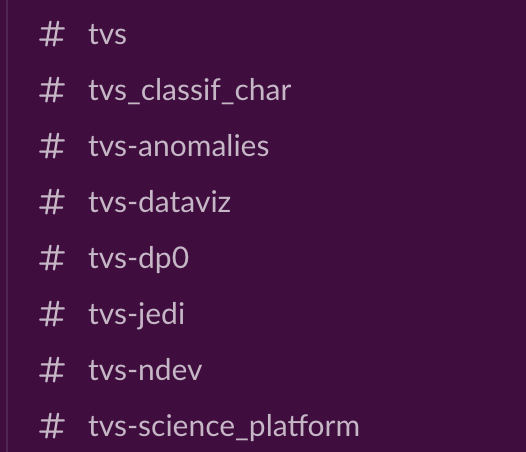 # tvs
# tvs_classif_char
# tvs-anomalies
# tvs-dataviz
# tvs-dp0
# tvs-jedi
# tvs-ndev
# tvs-science_platform